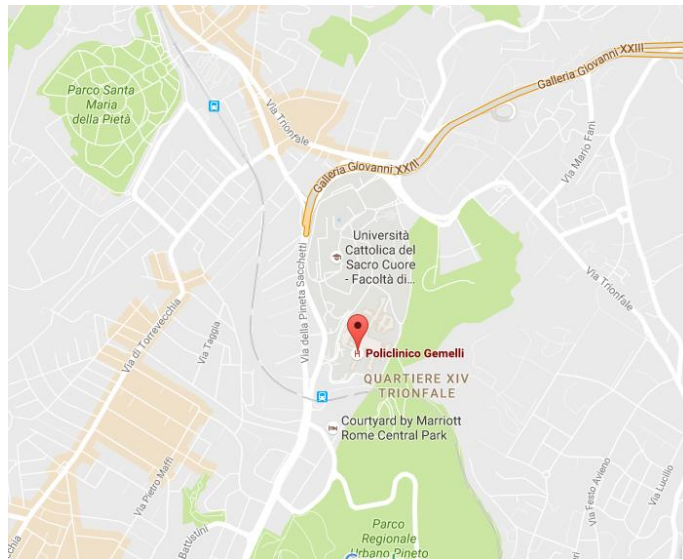 Galleria Giovanni XXIII
Parco Santa
Maria
della Pietà
Via Trionfale
Via Mario Fani
Galleria Giovanni XXIII
Università
Cattolica del
Sacro Cuore
- Facoltà di...
Via della Pineta Sacchetti
Via Trionfale
Via di Torrevecchia
Via Taggia
H
Policlinico Gemelli
QUARTIERE XIV
TRIONFALE
Courtyard by Marriott
Rome Central Park
Via Pietro Maffi
Via Lucilio
Via Festo Avieno
Parco
Regionale
Urbano Pineto